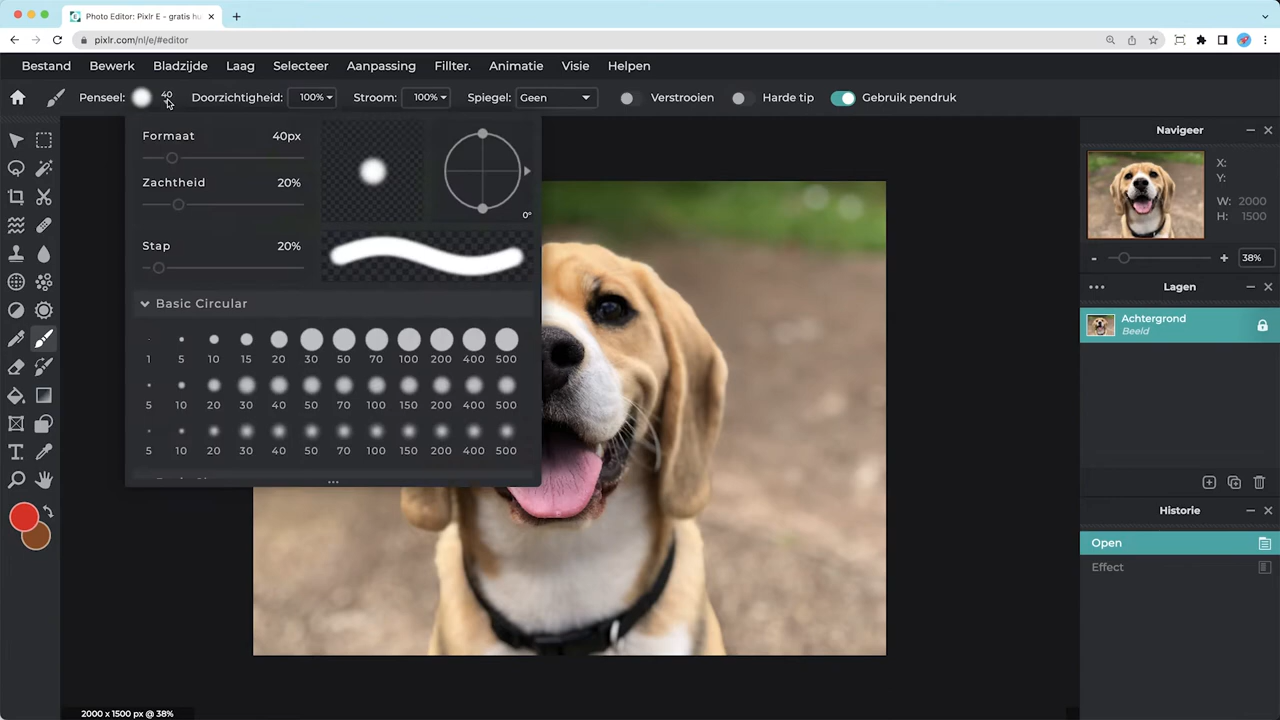 Photo Editor: Pixlr E - gratis hu
pixlr.com/nl/e/#editor
Bestand Bewerk Bladzijde Laag Selecteer Aanpassing Fillter. Animatie Visie Helpen
Penseel: 40 Doorzichtigheid: 100% Stroom: 100% Spiegel: Geen Verstrooien Harde tip Gebruik pendruk
Formaat 40px
Zachtheid 20%
0°
Stap 20%
Basic Circular
1 5 10 15 20 30 50 70 100 200 400 500
5 10 20 30 40 50 70 100 150 200 400 500
5 10 20 30 40 50 70 100 150 200 400 500
Navigeer
X:
Y:
W: 2000
H: 1500
38%
Lagen
Achtergrond
Beeld
Historie
Open
Effect
2000 x 1500 px @ 38%